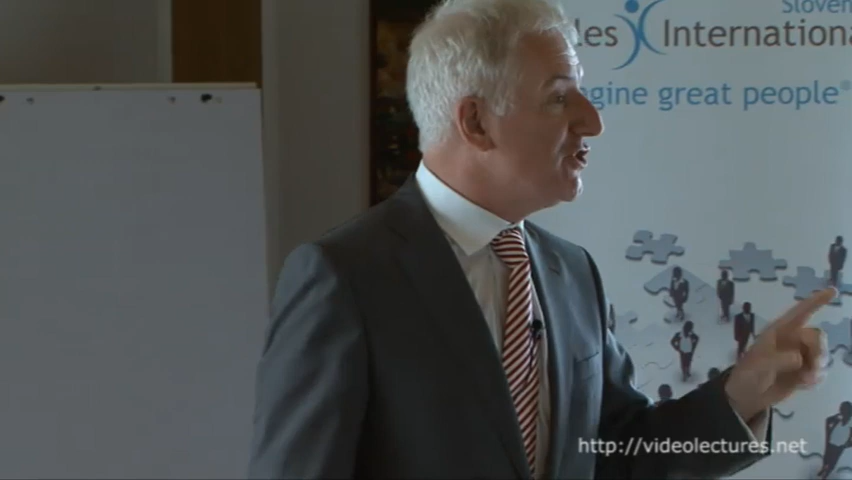 Sloven
les International
gine great people®
http://videolectures.net